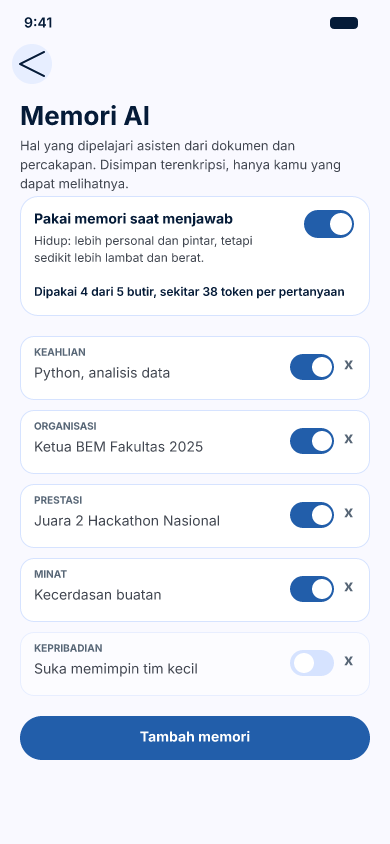 9:41
Memori AI
Hal yang dipelajari asisten dari dokumen dan
percakapan. Disimpan terenkripsi, hanya kamu yang
dapat melihatnya.
Pakai memori saat menjawab
Hidup: lebih personal dan pintar, tetapi
sedikit lebih lambat dan berat.
Dipakai 4 dari 5 butir, sekitar 38 token per pertanyaan
KEAHLIAN
Python, analisis data
X
ORGANISASI
Ketua BEM Fakultas 2025
X
PRESTASI
Juara 2 Hackathon Nasional
X
MINAT
Kecerdasan buatan
X
KEPRIBADIAN
Suka memimpin tim kecil
X
Tambah memori